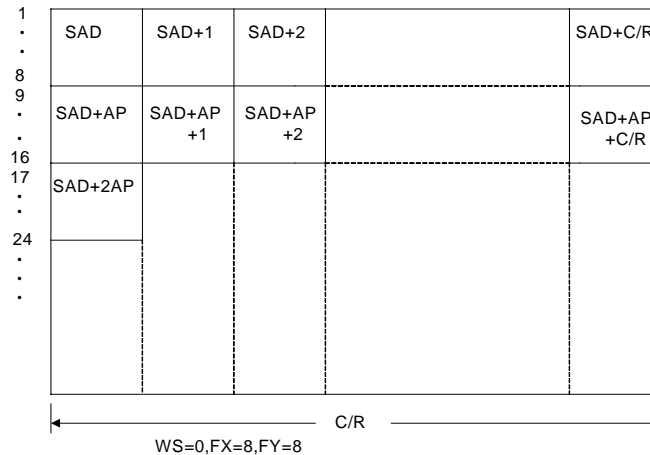 1
SAD SAD+1 SAD+2 SAD+C/R
8
9
SAD+AP SAD+AP +1 SAD+AP +2 SAD+AP +C/R
16
17
SAD+2AP
24
C/R
WS=0,FX=8,FY=8